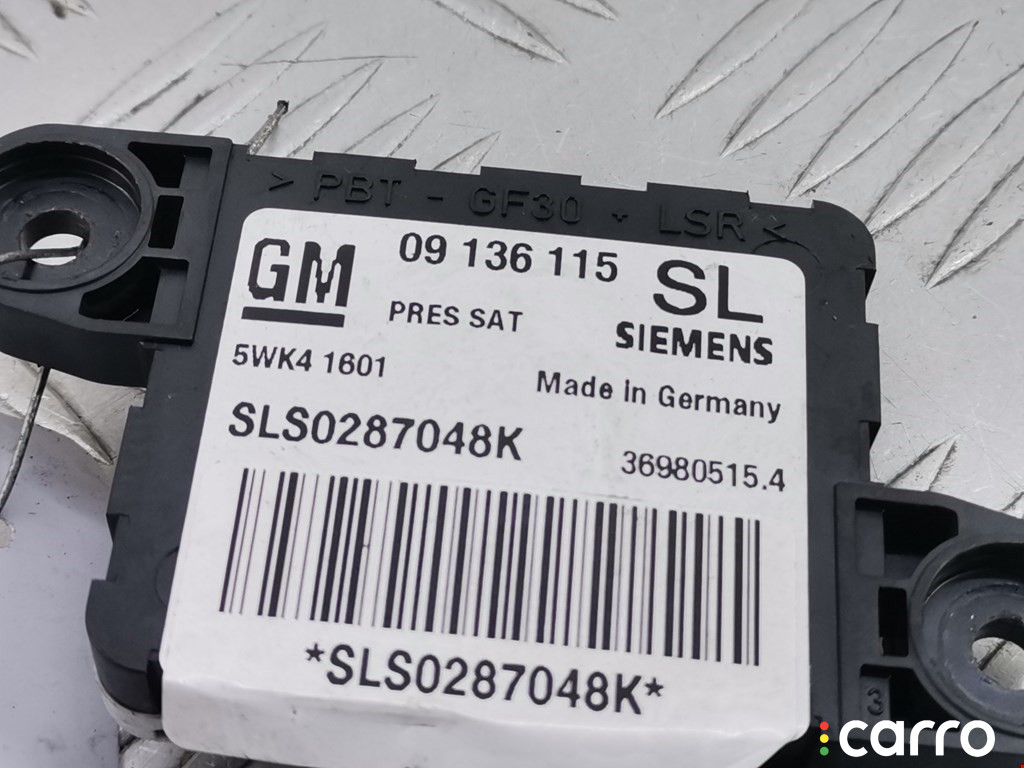 > PBT - GF30 + LSR <
GM
09 136 115
SL
PRES SAT
SIEMENS
5WK4 1601
Made in Germany
SLS0287048K
36980515.4
*SLS0287048K*
3
carro